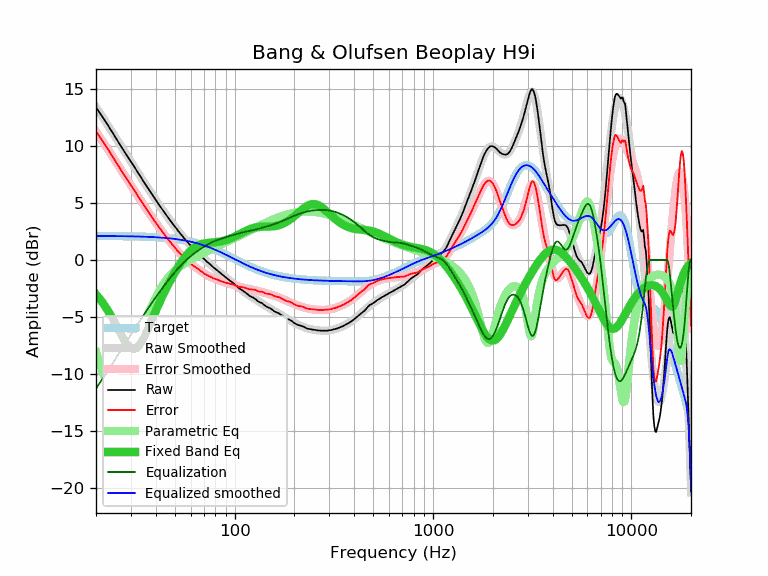 Bang & Olufsen Beoplay H9i
Amplitude (dBr)
15
10
5
0
−5
−10
−15
−20
Target
Raw Smoothed
Error Smoothed
Raw
Error
Parametric Eq
Fixed Band Eq
Equalization
Equalized smoothed
100 1000 10000
Frequency (Hz)